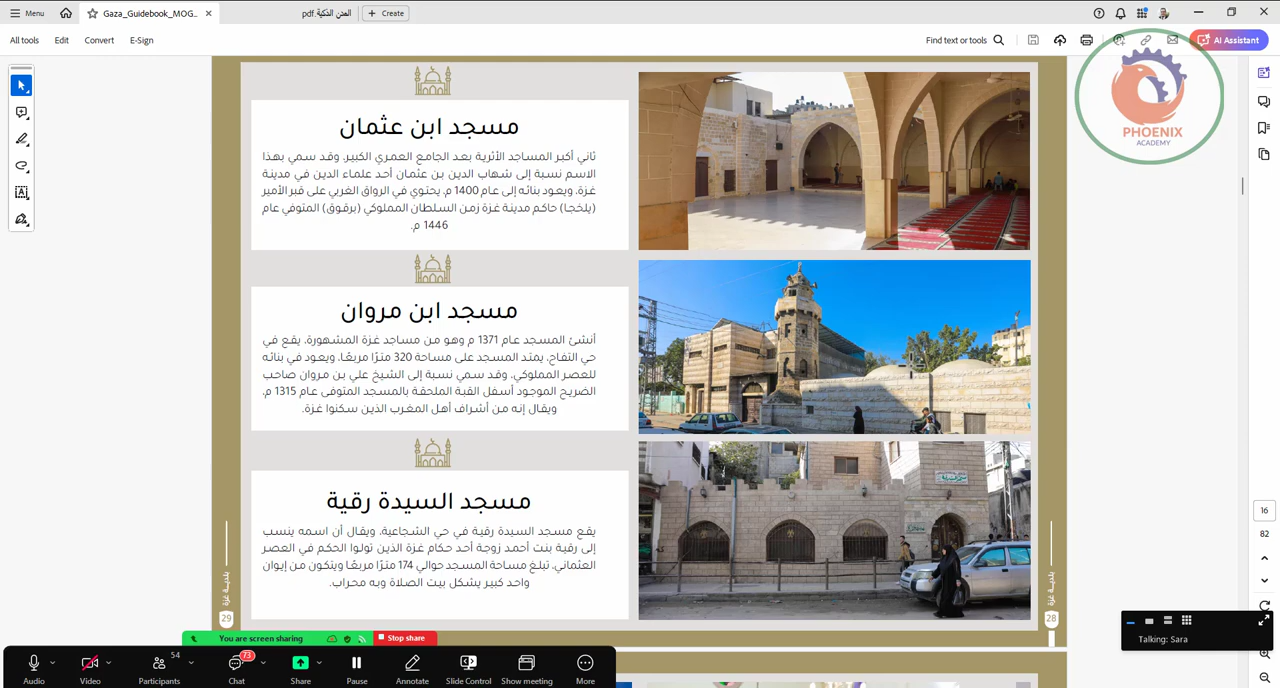 Menu
Gaza_Guidebook_MOG...
المدن الذكية.pdf
Create
All tools
Edit
Convert
E-Sign
Find text or tools
AI Assistant
PHOENIX
ACADEMY
مسجد ابن عثمان
ثاني أكبر المساجد الأثرية بعد الجامع العمري الكبير، وقد سمي بهذا
الاسم نسبة إلى شهاب الدين بن عثمان أحد علماء الدين في مدينة
غزة، ويعود بنائه إلى عام 1400 م، يحتوي في الرواق الغربي على قبر الأمير
(يلخجا) حاكم مدينة غزة زمن السلطان المملوكي (برقوق) المتوفي عام
1446 م.
مسجد ابن مروان
أنشئ المسجد عام 1371 م وهو من مساجد غزة المشهورة، يقع في
حي التفاح، يمتد المسجد على مساحة 320 مترًا مربعًا، ويعود في بنائه
للعصر المملوكي، وقد سمي نسبة إلى الشيخ علي بن مروان صاحب
الضريح الموجود أسفل القبة الملحقة بالمسجد المتوفى عام 1315 م،
ويقال إنه من أشراف أهل المغرب الذين سكنوا غزة.
مسجد السيدة رقية
يقع مسجد السيدة رقية في حي الشجاعية، ويقال أن اسمه ينسب
إلى رقية بنت أحمد زوجة أحد حكام غزة الذين تولوا الحكم في العصر
العثماني، تبلغ مساحة المسجد حوالي 174 مترًا مربعًا ويتكون من إيوان
واحد كبير يشكل بيت الصلاة وبه محراب.
بلدية غزة
29
بلدية غزة
28
16
82
You are screen sharing
Stop share
Talking: Sara
54
73
Audio
Video
Participants
Chat
Share
Pause
Annotate
Slide Control
Show meeting
More